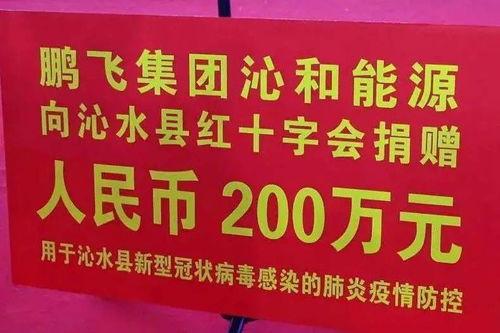 鹏飞集团沁和能源
向沁水县红十字会捐赠
人民币 200万元
用于沁水县新型冠状病毒感染的肺炎疫情防控